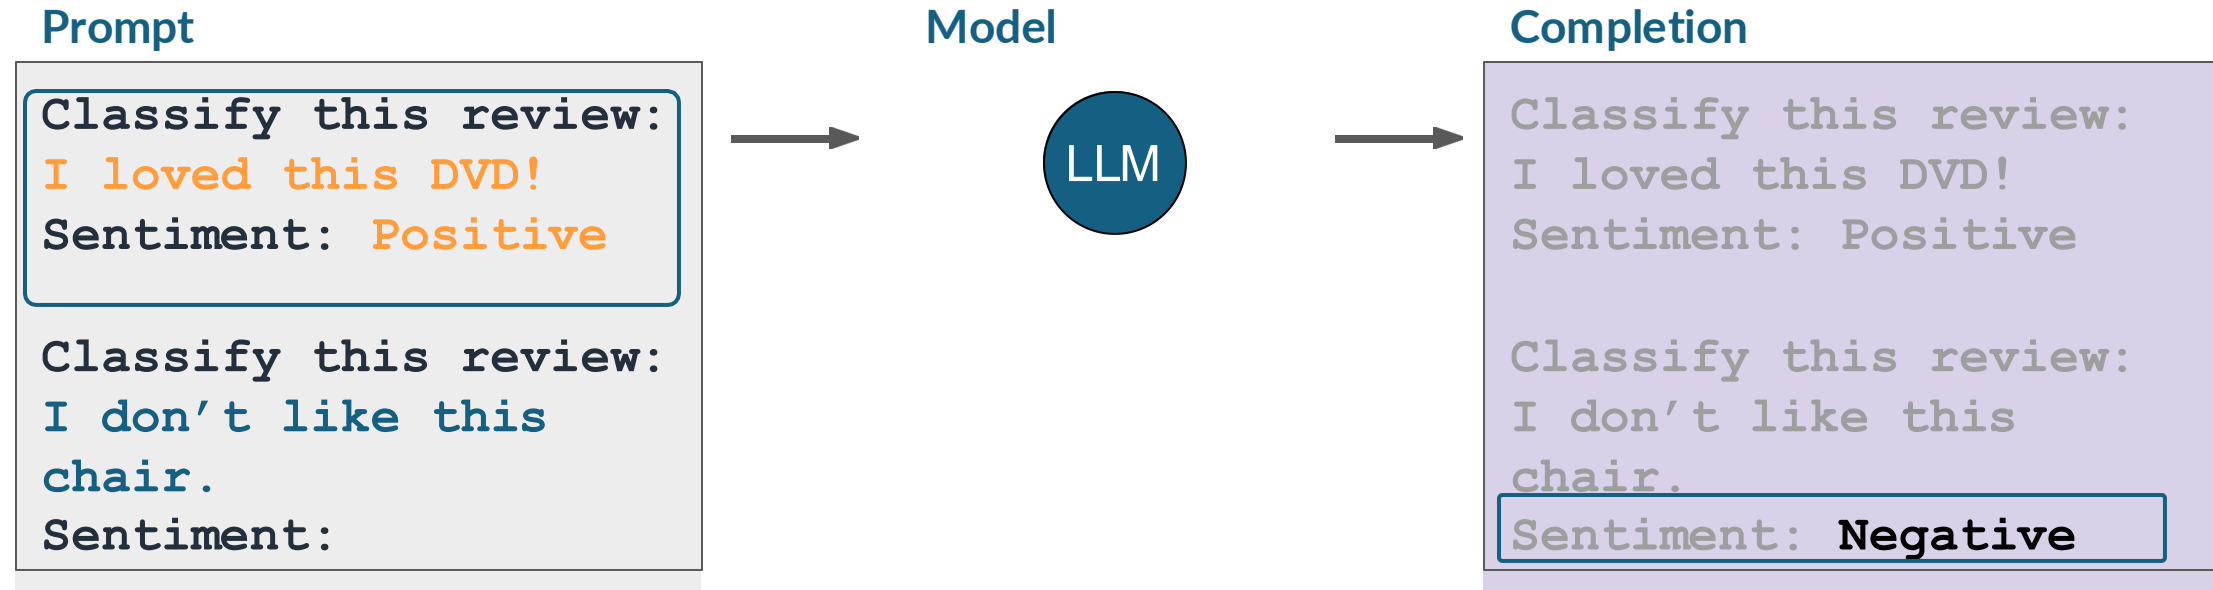 Prompt
Classify this review:
I loved this DVD!
Sentiment: Positive
Classify this review:
I don’t like this
chair.
Sentiment:
Model
LLM
Completion
Classify this review:
I loved this DVD!
Sentiment: Positive
Classify this review:
I don’t like this
chair.
Sentiment: Negative